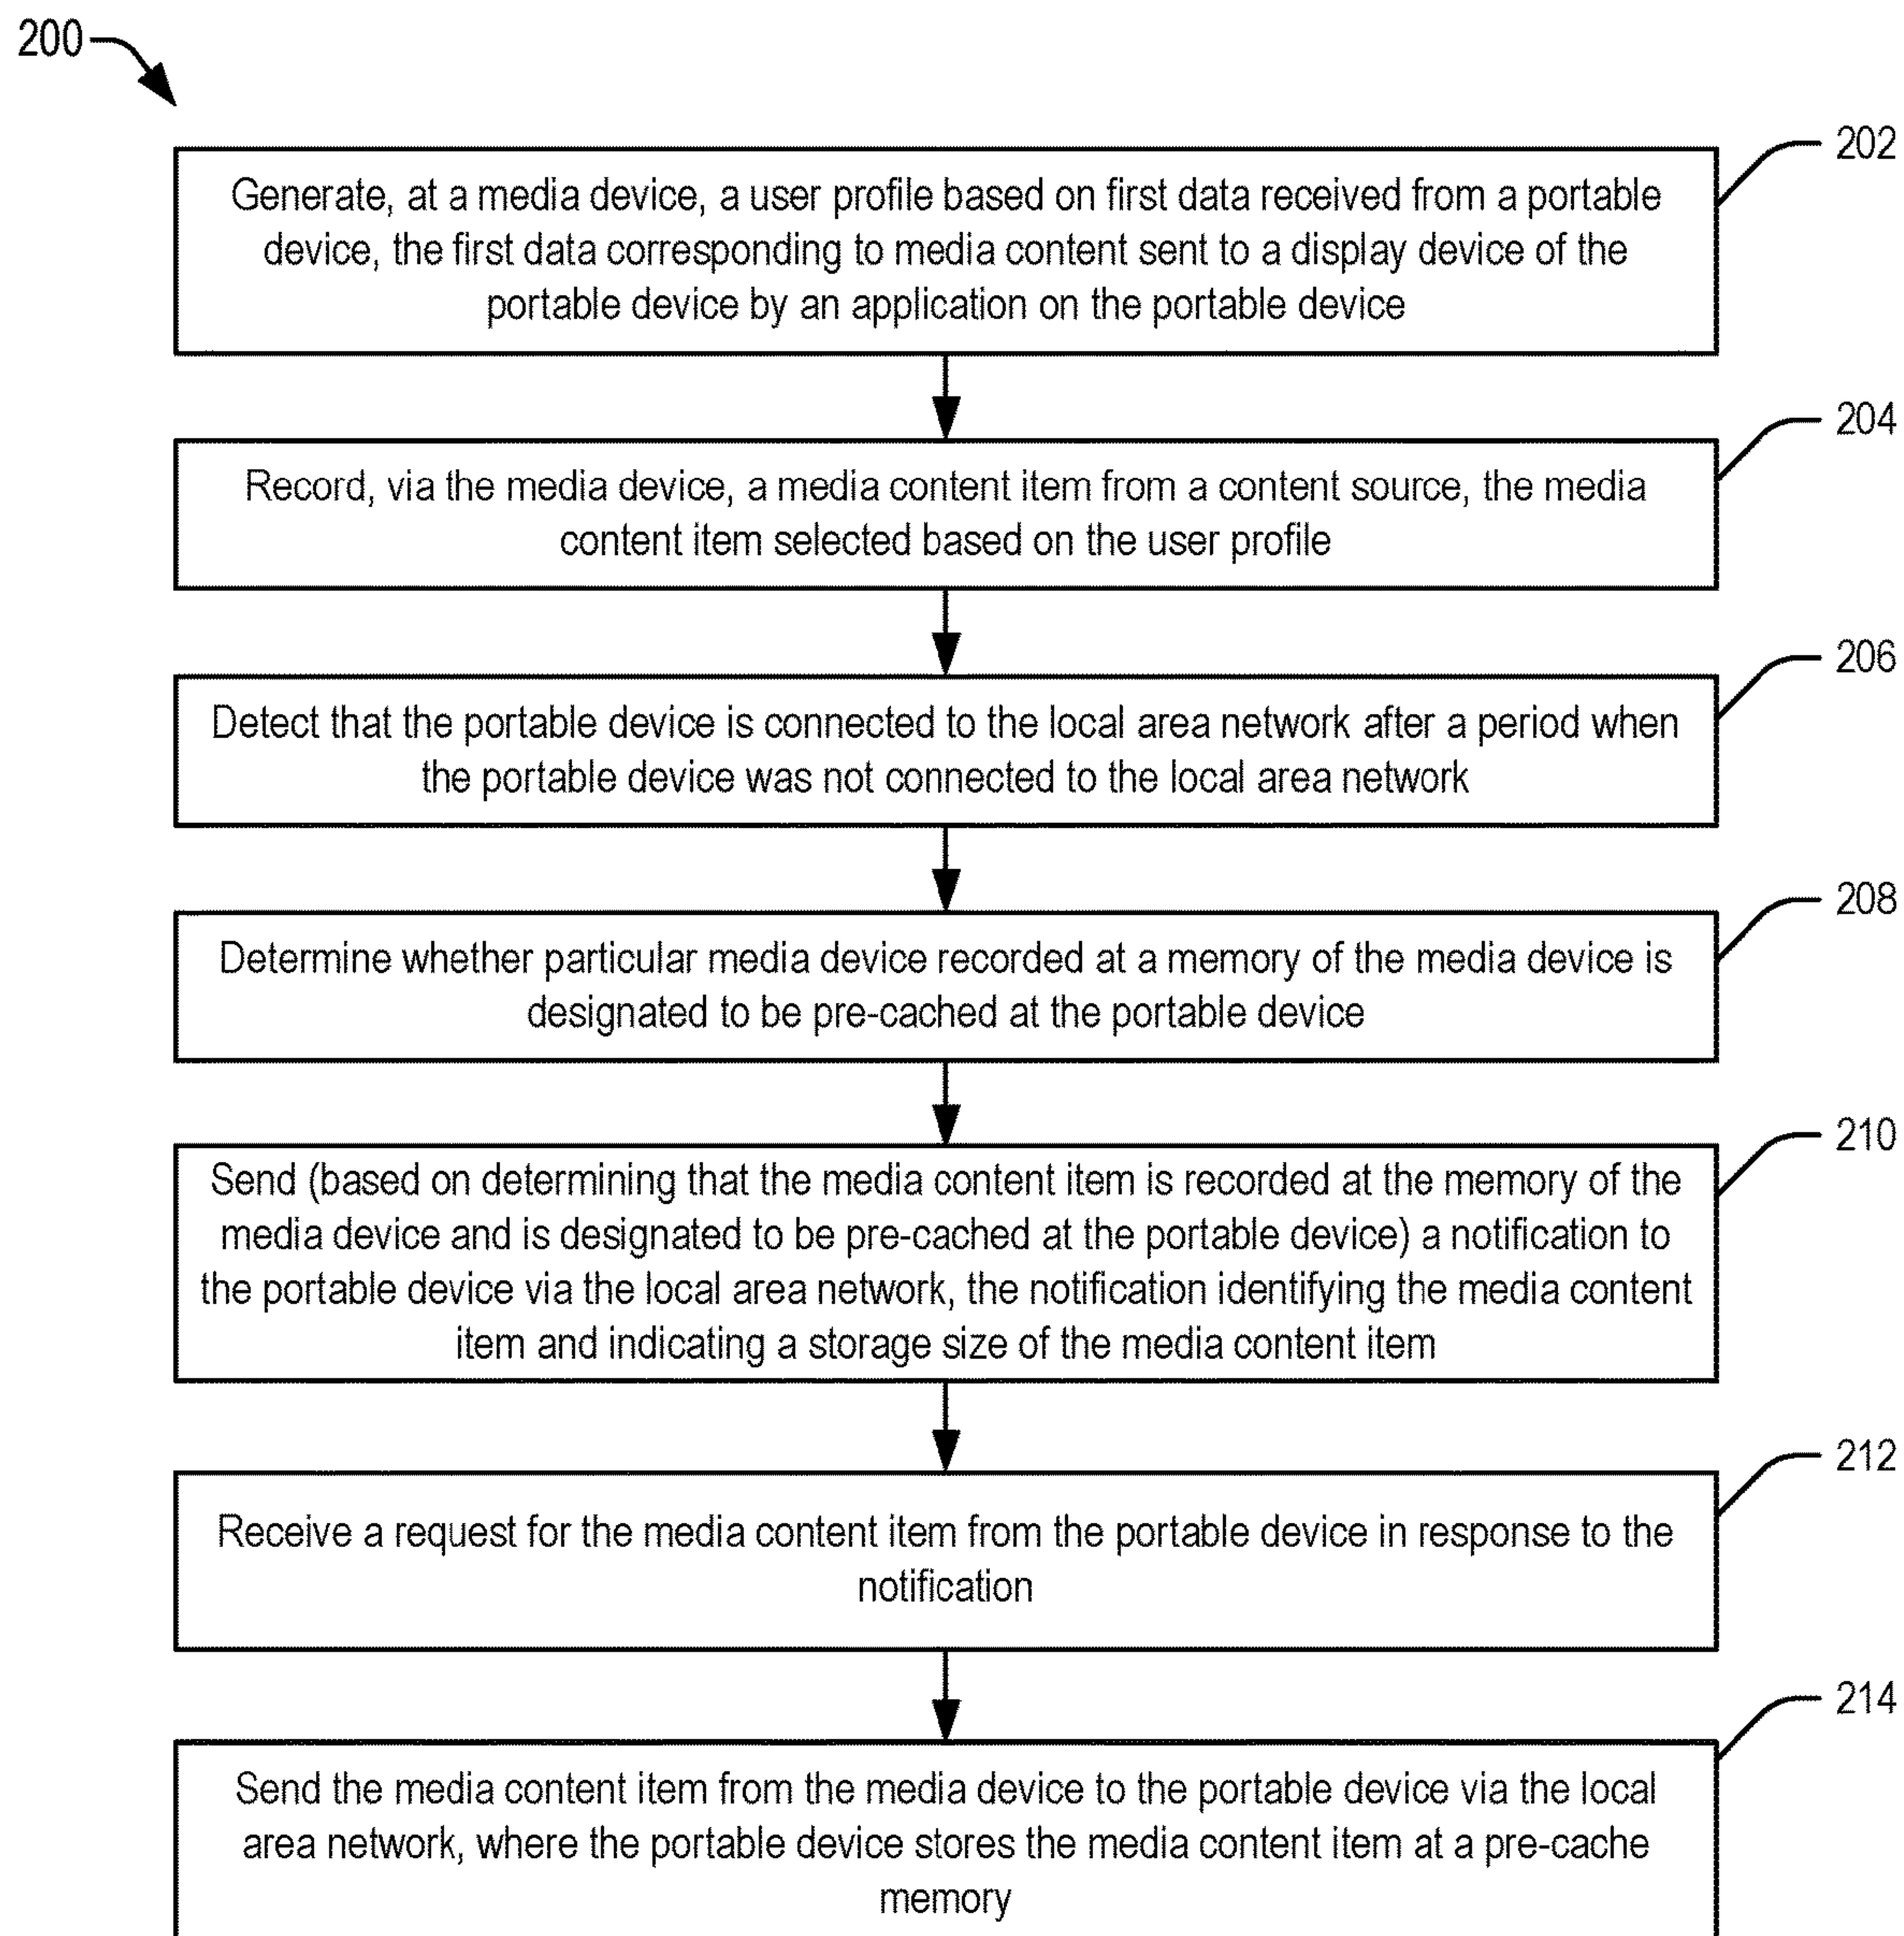 200
202
Generate, at a media device, a user profile based on first data received from a portable
device, the first data corresponding to media content sent to a display device of the
portable device by an application on the portable device
204
Record, via the media device, a media content item from a content source, the media
content item selected based on the user profile
206
Detect that the portable device is connected to the local area network after a period when
the portable device was not connected to the local area network
208
Determine whether particular media device recorded at a memory of the media device is
designated to be pre-cached at the portable device
210
Send (based on determining that the media content item is recorded at the memory of the
media device and is designated to be pre-cached at the portable device) a notification to
the portable device via the local area network, the notification identifying the media content
item and indicating a storage size of the media content item
212
Receive a request for the media content item from the portable device in response to the
notification
214
Send the media content item from the media device to the portable device via the local
area network, where the portable device stores the media content item at a pre-cache
memory